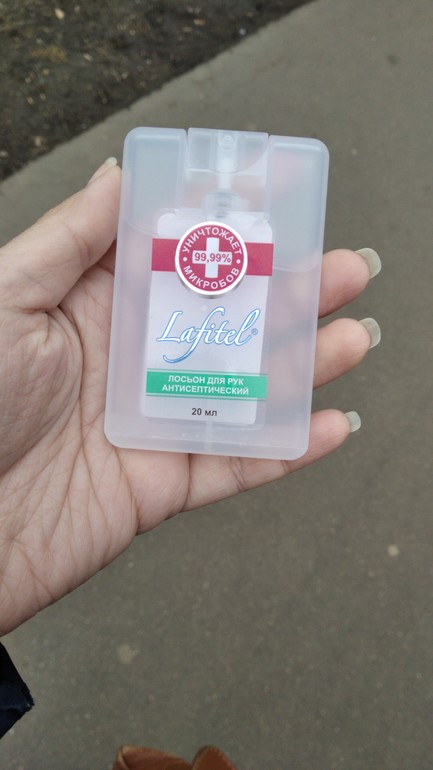 УНИЧТОЖАЕТ
99,99%
МИКРОБОВ
Lafitel®
ЛОСЬОН ДЛЯ РУК
АНТИСЕПТИЧЕСКИЙ
20 мл